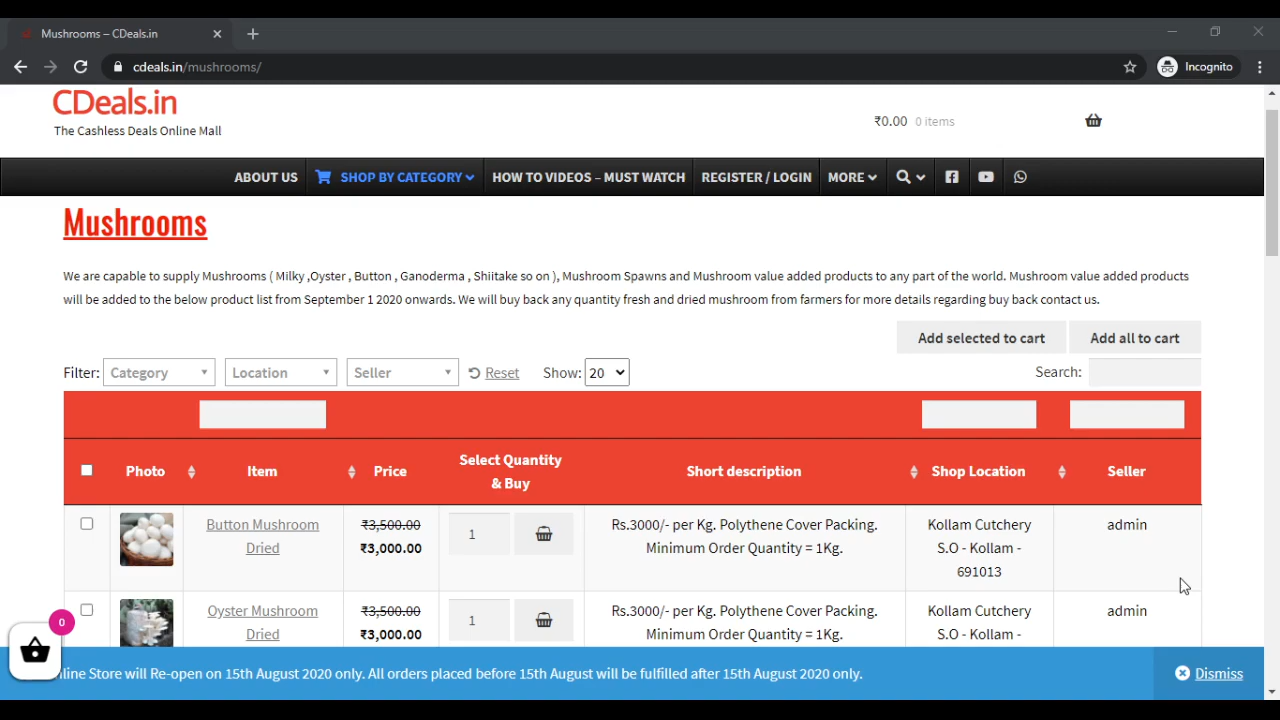 Mushrooms – CDeals.in
cdeals.in/mushrooms/
Incognito
CDeals.in
The Cashless Deals Online Mall
₹0.00 0 items
ABOUT US SHOP BY CATEGORY HOW TO VIDEOS – MUST WATCH REGISTER / LOGIN MORE
Mushrooms
We are capable to supply Mushrooms ( Milky ,Oyster , Button , Ganoderma , Shiitake so on ), Mushroom Spawns and Mushroom value added products to any part of the world. Mushroom value added products
will be added to the below product list from September 1 2020 onwards. We will buy back any quantity fresh and dried mushroom from farmers for more details regarding buy back contact us.
Add selected to cart Add all to cart
Filter: Category Location Seller Reset Show: 20 Search:
Photo Item Price Select Quantity & Buy Short description Shop Location Seller
Button Mushroom ₹3,500.00 1 Rs.3000/- per Kg. Polythene Cover Packing. Kollam Cutchery admin
Dried ₹3,000.00 Minimum Order Quantity = 1Kg. S.O - Kollam -
691013
Oyster Mushroom ₹3,500.00 1 Rs.3000/- per Kg. Polythene Cover Packing. Kollam Cutchery admin
Dried ₹3,000.00 Minimum Order Quantity = 1Kg. S.O - Kollam -
0
Store will Re-open on 15th August 2020 only. All orders placed before 15th August will be fulfilled after 15th August 2020 only. Dismiss